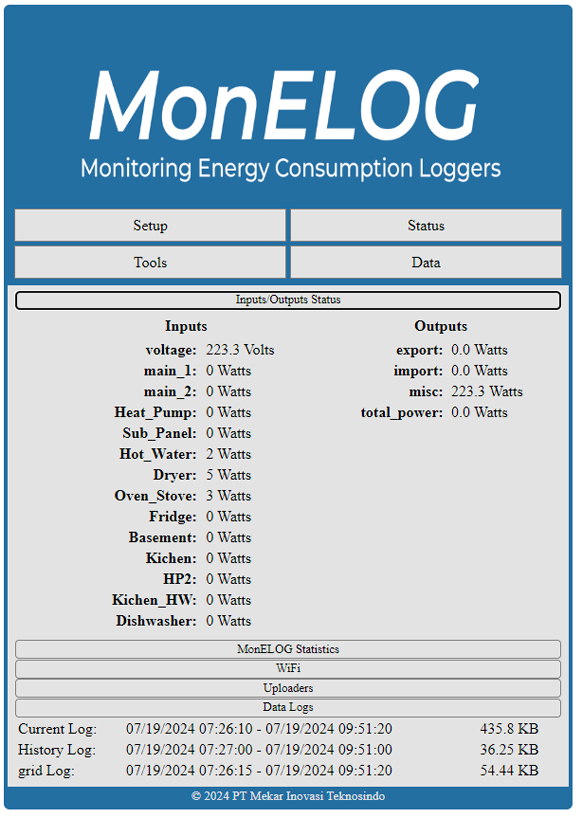 MonELOG
Monitoring Energy Consumption Loggers
Setup
Status
Tools
Data
Inputs/Outputs Status
Inputs
voltage: 223.3 Volts
main_1: 0 Watts
main_2: 0 Watts
Heat_Pump: 0 Watts
Sub_Panel: 0 Watts
Hot_Water: 2 Watts
Dryer: 5 Watts
Oven_Stove: 3 Watts
Fridge: 0 Watts
Basement: 0 Watts
Kichen: 0 Watts
HP2: 0 Watts
Kichen_HW: 0 Watts
Dishwasher: 0 Watts
Outputs
export: 0.0 Watts
import: 0.0 Watts
misc: 223.3 Watts
total_power: 0.0 Watts
MonELOG Statistics
WiFi
Uploaders
Data Logs
Current Log: 07/19/2024 07:26:10 - 07/19/2024 09:51:20 435.8 KB
History Log: 07/19/2024 07:27:00 - 07/19/2024 09:51:00 36.25 KB
grid Log: 07/19/2024 07:26:15 - 07/19/2024 09:51:20 54.44 KB
© 2024 PT Mekar Inovasi Teknosindo